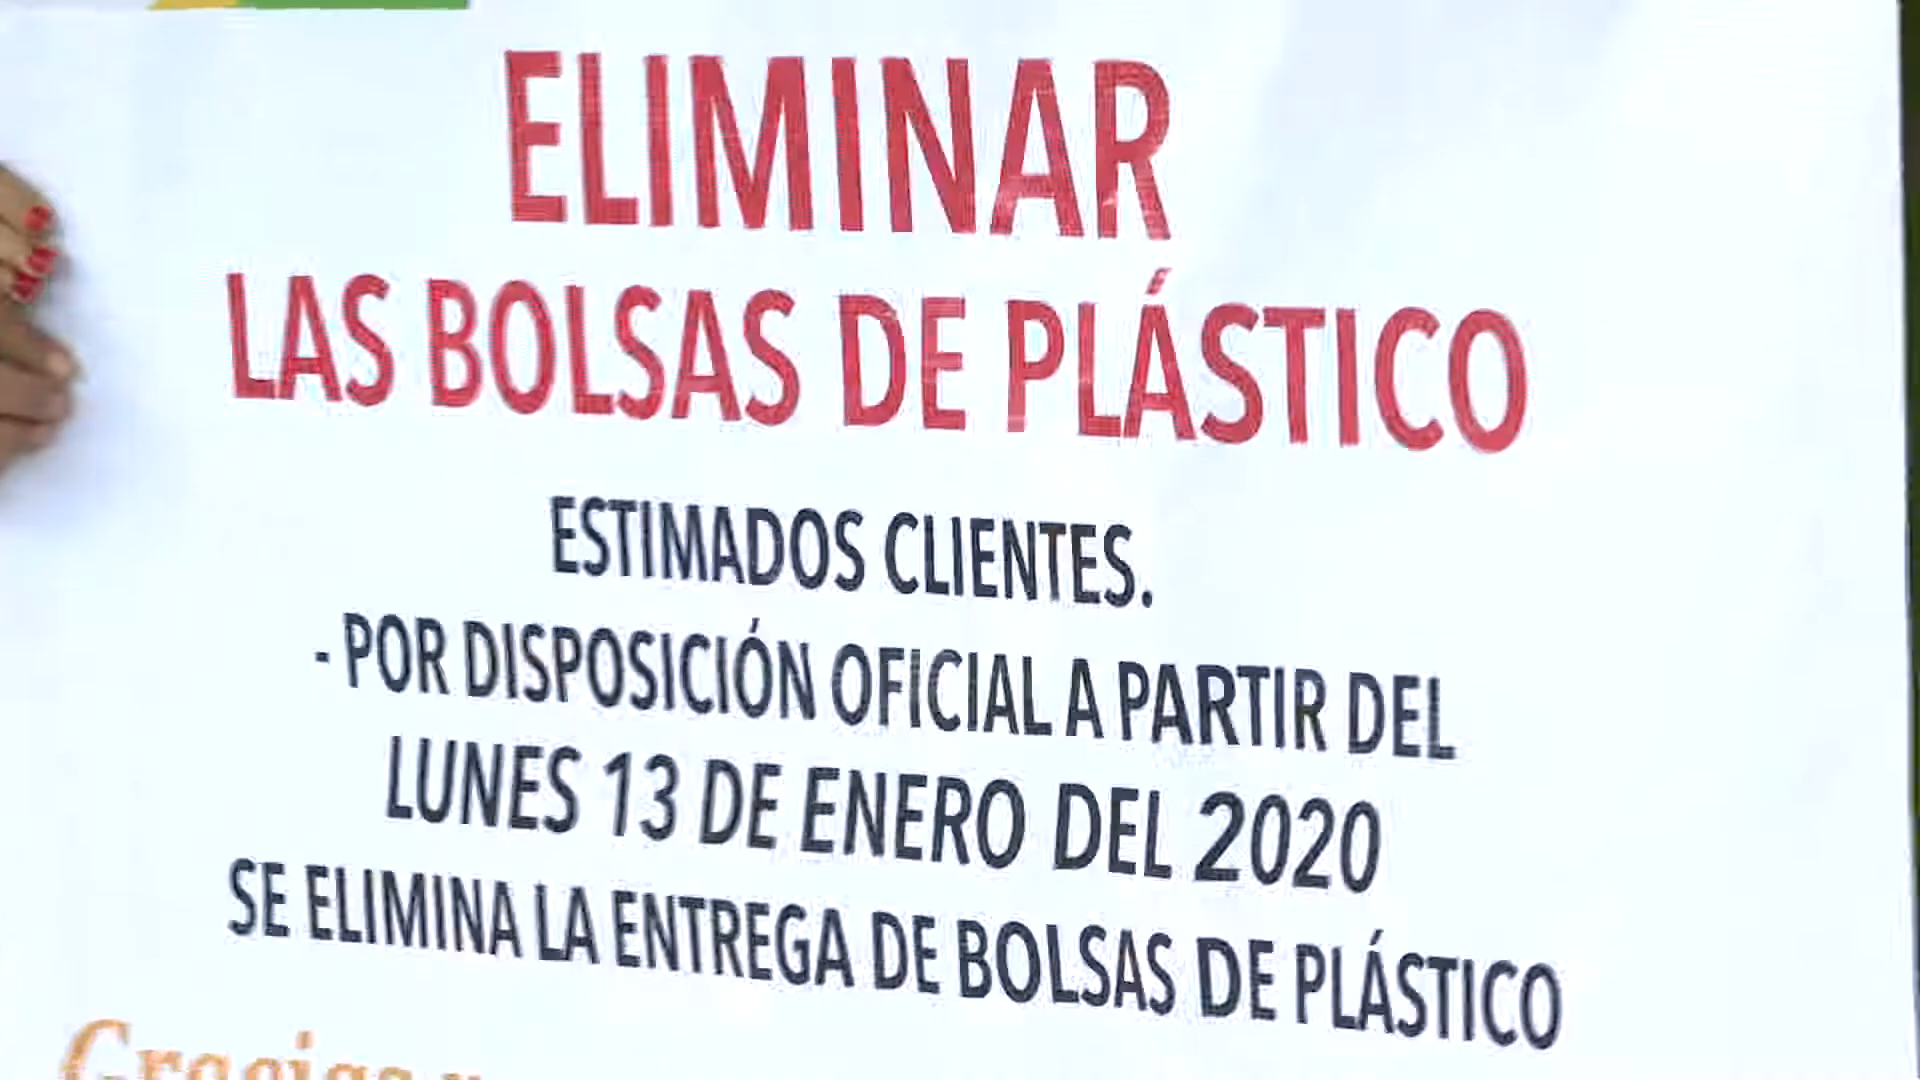 ELIMINAR
LAS BOLSAS DE PLÁSTICO
ESTIMADOS CLIENTES.
- POR DISPOSICIÓN OFICIAL A PARTIR DEL
LUNES 13 DE ENERO DEL 2020
SE ELIMINA LA ENTREGA DE BOLSAS DE PLÁSTICO
Gracias